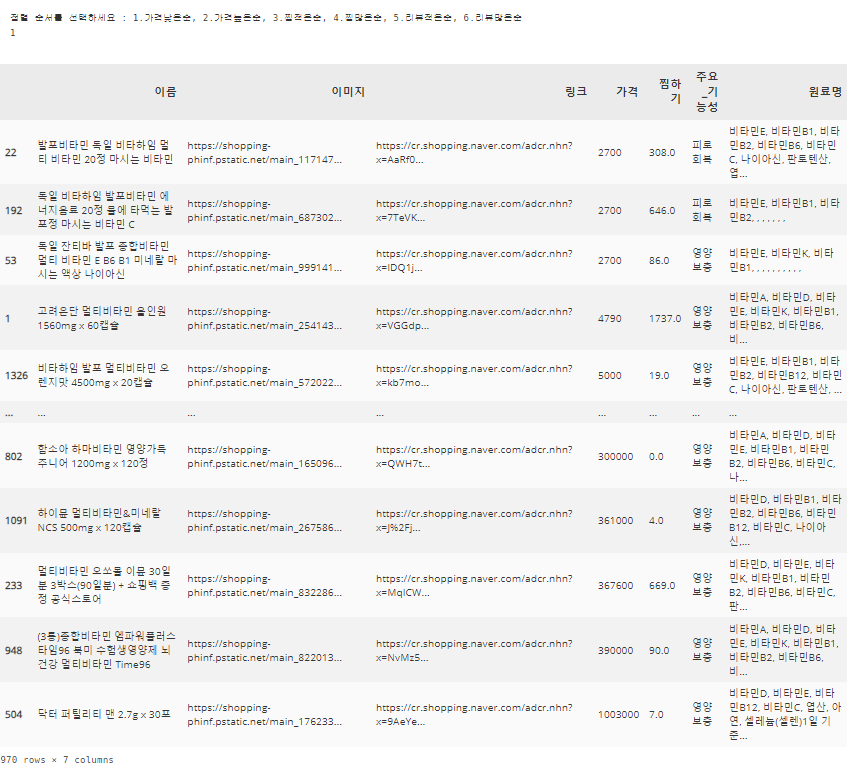 정렬 순서를 선택하세요 : 1.가격낮은순, 2.가격높은순, 3.찜적은순, 4.찜많은순, 5.리뷰적은순, 6.리뷰많은순
1
이름 이미지 링크 가격 찜하기 주요_기능성 원료명
22 발포비타민 독일 비타하임 멀티 비타민 20정 마시는 비타민 https://shopping-phinf.pstatic.net/main_117147... https://cr.shopping.naver.com/adcr.nhn?x=AaRf0... 2700 308.0 피로회복 비타민E, 비타민B1, 비타민B2, 비타민B6, 비타민C, 나이아신, 판토텐산, 엽...
192 독일 비타하임 발포비타민 에너지음료 20정 물에 타먹는 발포정 마시는 비타민 C https://shopping-phinf.pstatic.net/main_687302... https://cr.shopping.naver.com/adcr.nhn?x=7TeVK... 2700 646.0 피로회복 비타민E, 비타민B1, 비타민B2, , , , , ,
53 독일 잔티바 발포 종합비타민 멀티 비타민 E B6 B1 미네랄 마시는 액상 나이아신 https://shopping-phinf.pstatic.net/main_999141... https://cr.shopping.naver.com/adcr.nhn?x=IDQ1j... 2700 86.0 영양보충 비타민E, 비타민K, 비타민B1, , , , , , , , , ,
1 고려은단 멀티비타민 올인원 1560mg x 60캡슐 https://shopping-phinf.pstatic.net/main_254143... https://cr.shopping.naver.com/adcr.nhn?x=VGGdp... 4790 1737.0 영양보충 비타민A, 비타민D, 비타민E, 비타민K, 비타민B1, 비타민B2, 비타민B6, 비...
1326 비타하임 발포 멀티비타민 오렌지맛 4500mg x 20캡슐 https://shopping-phinf.pstatic.net/main_572022... https://cr.shopping.naver.com/adcr.nhn?x=kb7mo... 5000 19.0 영양보충 비타민E, 비타민B1, 비타민B2, 비타민B12, 비타민C, 나이아신, 판토텐산, ...
... ... ... ... ... ... ... ...
802 함소아 하마비타민 영양가득 주니어 1200mg x 120정 https://shopping-phinf.pstatic.net/main_165096... https://cr.shopping.naver.com/adcr.nhn?x=QWH7t... 300000 0.0 영양보충 비타민A, 비타민D, 비타민E, 비타민B1, 비타민B2, 비타민B6, 비타민C, 나...
1091 하이뮨 멀티비타민&미네랄 NCS 500mg x 120캡슐 https://shopping-phinf.pstatic.net/main_267586... https://cr.shopping.naver.com/adcr.nhn?x=J%2Fj... 361000 4.0 영양보충 비타민D, 비타민B1, 비타민B2, 비타민B6, 비타민B12, 비타민C, 나이아신,...
233 멀티비타민 오쏘몰 이뮨 30일분 3박스(90일분) + 쇼핑백 증정 공식스토어 https://shopping-phinf.pstatic.net/main_832286... https://cr.shopping.naver.com/adcr.nhn?x=MqICW... 367600 669.0 영양보충 비타민D, 비타민E, 비타민K, 비타민B1, 비타민B2, 비타민B6, 비타민C, 판...
948 (3통)종합비타민 엠파워플러스 타임96 북미 수험생영양제 뇌건강 멀티비타민 Time96 https://shopping-phinf.pstatic.net/main_822013... https://cr.shopping.naver.com/adcr.nhn?x=NvMz5... 390000 90.0 영양보충 비타민A, 비타민D, 비타민E, 비타민K, 비타민B1, 비타민B2, 비타민B6, 비...
504 닥터 퍼틸리티 맨 2.7g x 30포 https://shopping-phinf.pstatic.net/main_176233... https://cr.shopping.naver.com/adcr.nhn?x=9AeYe... 1003000 7.0 영양보충 비타민D, 비타민E, 비타민B12, 비타민C, 엽산, 아연, 셀레늄(셀렌)1일 기준...
970 rows × 7 columns